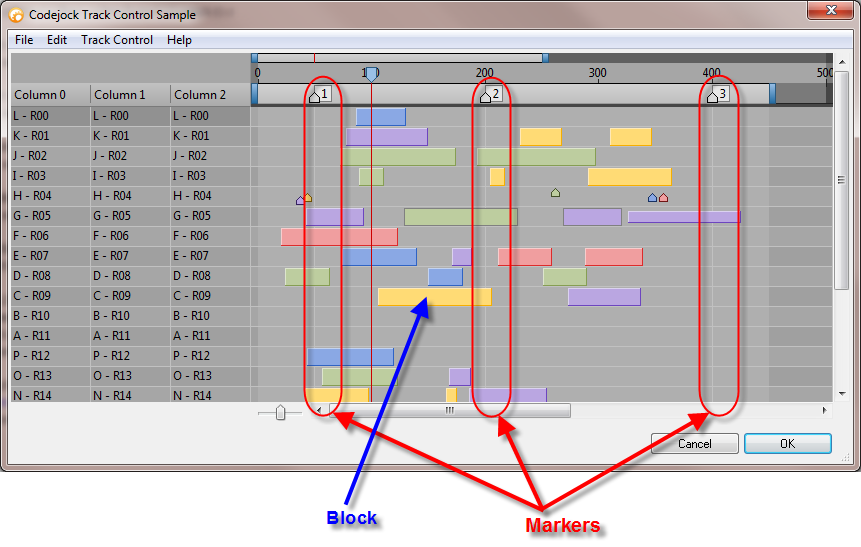 Codejock Track Control Sample
File Edit Track Control Help
0 100 200 300 400 500
Column 0 Column 1 Column 2 1 2 3
L - R00 L - R00 L - R00
K - R01 K - R01 K - R01
J - R02 J - R02 J - R02
I - R03 I - R03 I - R03
H - R04 H - R04 H - R04
G - R05 G - R05 G - R05
F - R06 F - R06 F - R06
E - R07 E - R07 E - R07
D - R08 D - R08 D - R08
C - R09 C - R09 C - R09
B - R10 B - R10 B - R10
A - R11 A - R11 A - R11
P - R12 P - R12 P - R12
O - R13 O - R13 O - R13
N - R14 N - R14 N - R14
Cancel OK
Block Markers